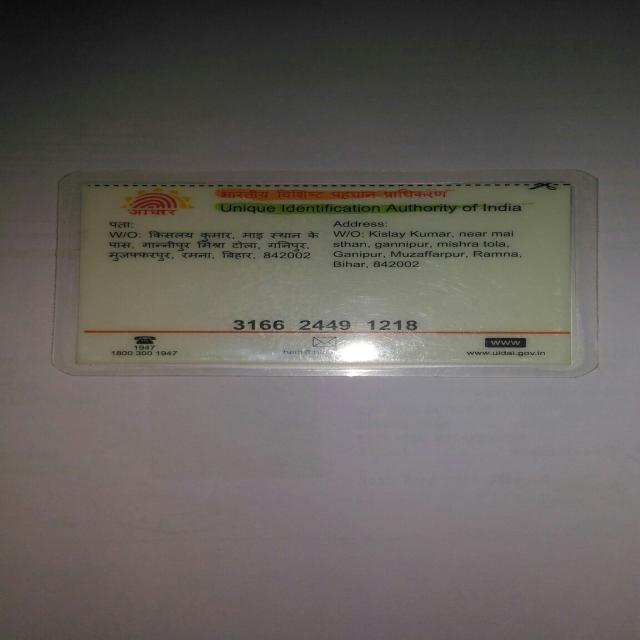 भारतीय विशिष्ट पहचान प्राधिकरण
आधार
Unique Identification Authority of India
पता:
W/O: किसलय कुमार, माइ स्थान के
पास, गान्नीपुर मिश्रा टोला, गनिपुर,
मुजफ्फरपुर, रमना, बिहार, 842002
Address:
W/O: Kislay Kumar, near mai
sthan, gannipur, mishra tola,
Ganipur, Muzaffarpur, Ramna,
Bihar, 842002
3166 2449 1218
1947
1800 300 1947
WWW
www.uidai.gov.in